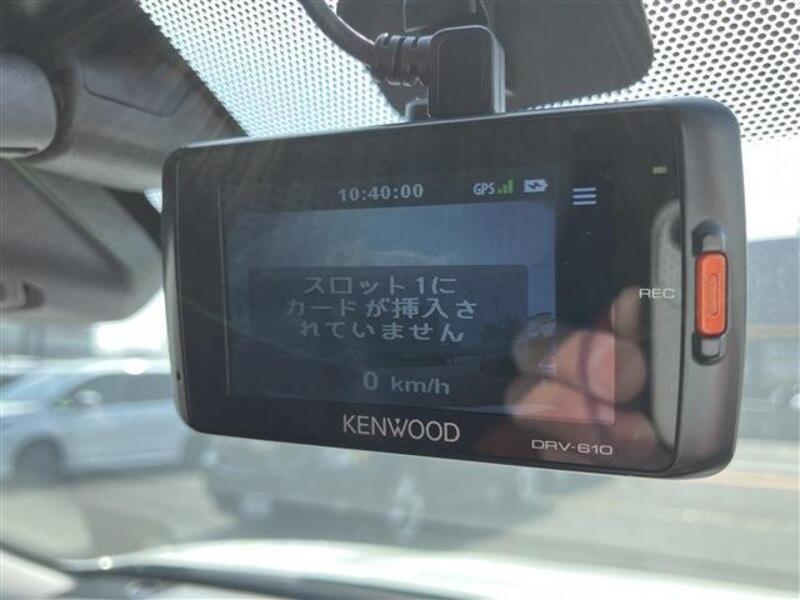 10:40:00 GPS
スロット1に
カードが挿入さ
れていません
0 km/h
REC
KENWOOD
DRV-610